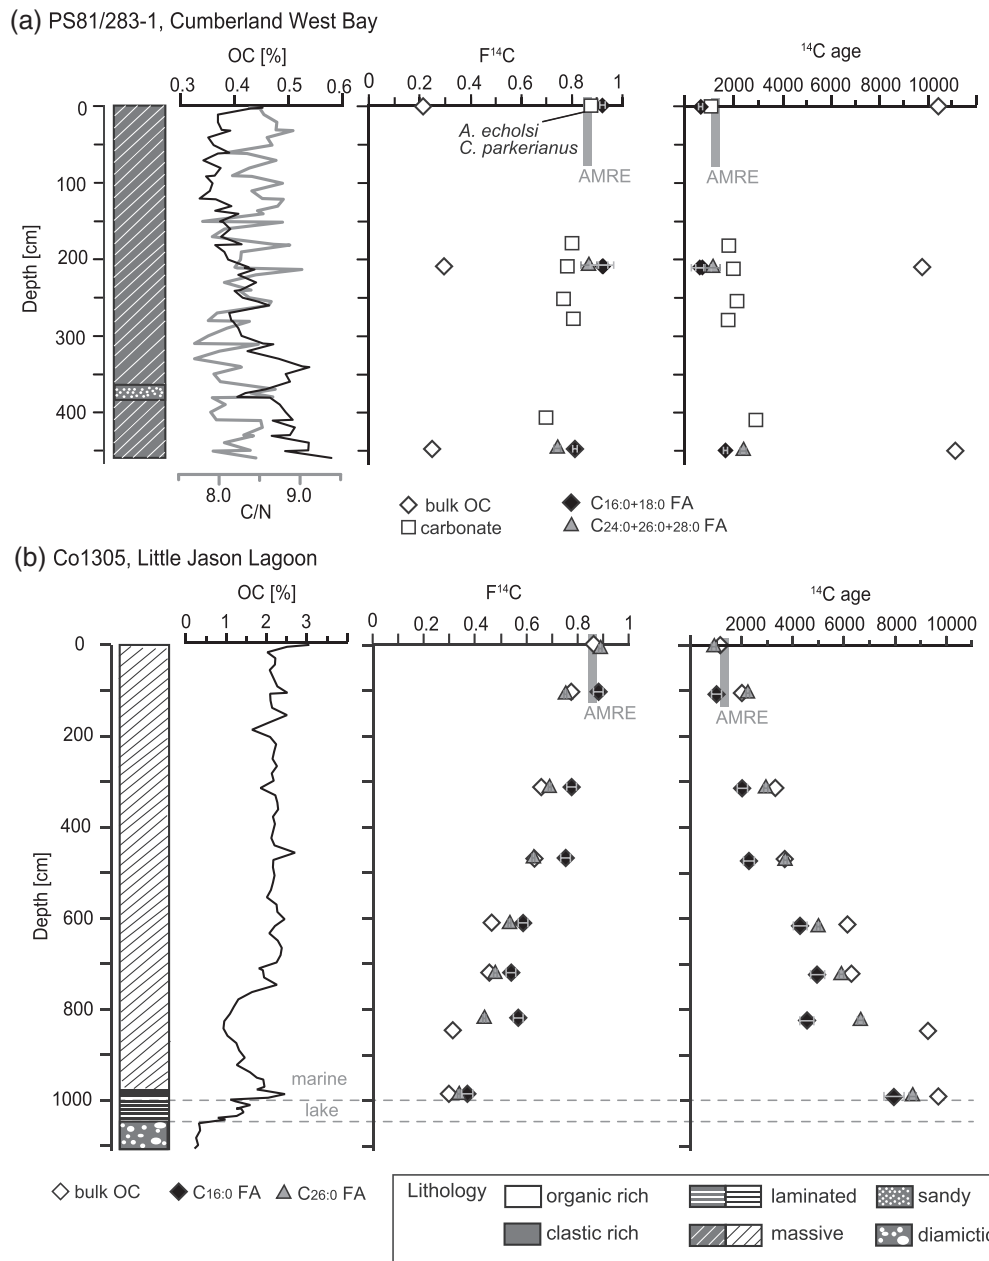 (a) PS81/283-1, Cumberland West Bay
OC [%]
F14C
14C age
0.3 0.4 0.5 0.6
0 0.2 0.4 0.6 0.8 1
2000 4000 6000 8000 10000
0
100
200
300
400
Depth [cm]
A. echolsi
C. parkerianus
AMRE
AMRE
8.0 9.0
C/N
bulk OC
carbonate
C16:0+18:0 FA
C24:0+26:0+28:0 FA
(b) Co1305, Little Jason Lagoon
OC [%]
F14C
14C age
0 1 2 3
0 0.2 0.4 0.6 0.8 1
2000 4000 6000 8000 10000
0
200
400
600
800
1000
Depth [cm]
AMRE
AMRE
marine
lake
bulk OC
C16:0 FA
C26:0 FA
Lithology
organic rich
laminated
sandy
clastic rich
massive
diamictic